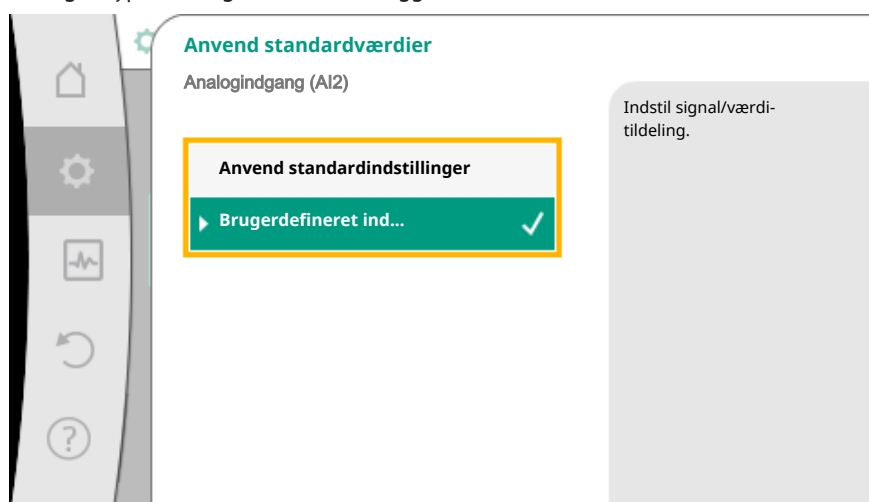 Anvend standardværdier
Analogindgang (AI2)
Indstil signal/værdi-
tildeling.
Anvend standardindstillinger
Brugerdefineret ind...
?